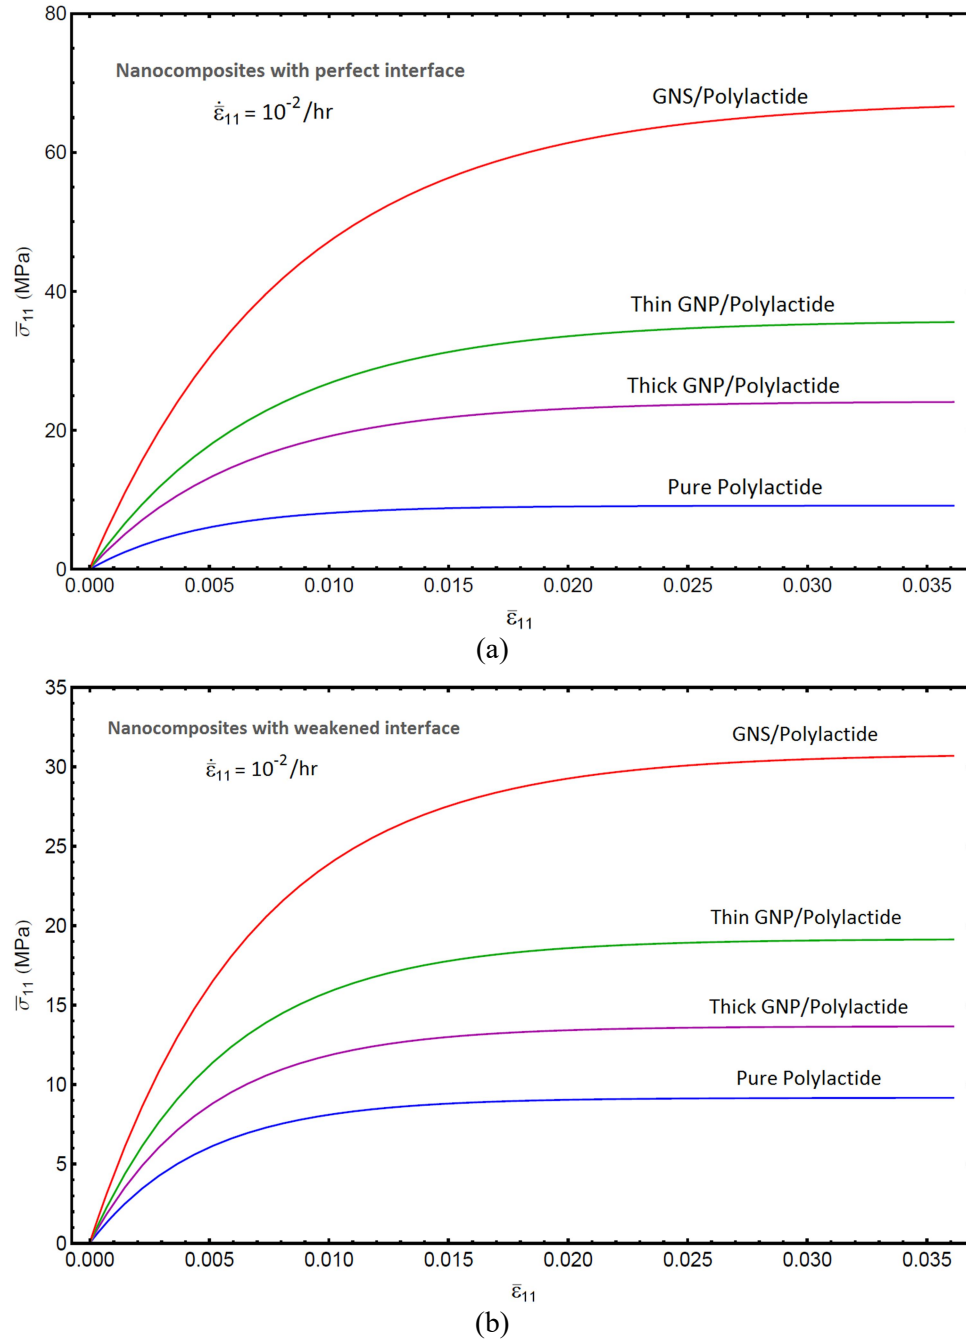 80
Nanocomposites with perfect interface
ε̄̇₁₁ = 10⁻²/hr
GNS/Polylactide
60
σ̄₁₁ (MPa)
40
Thin GNP/Polylactide
Thick GNP/Polylactide
20
Pure Polylactide
0
0.000 0.005 0.010 0.015 0.020 0.025 0.030 0.035
ε̄₁₁
(a)
35
Nanocomposites with weakened interface
GNS/Polylactide
ε̄̇₁₁ = 10⁻²/hr
30
25
20
Thin GNP/Polylactide
σ̄₁₁ (MPa)
15
Thick GNP/Polylactide
10
Pure Polylactide
5
0
0.000 0.005 0.010 0.015 0.020 0.025 0.030 0.035
ε̄₁₁
(b)